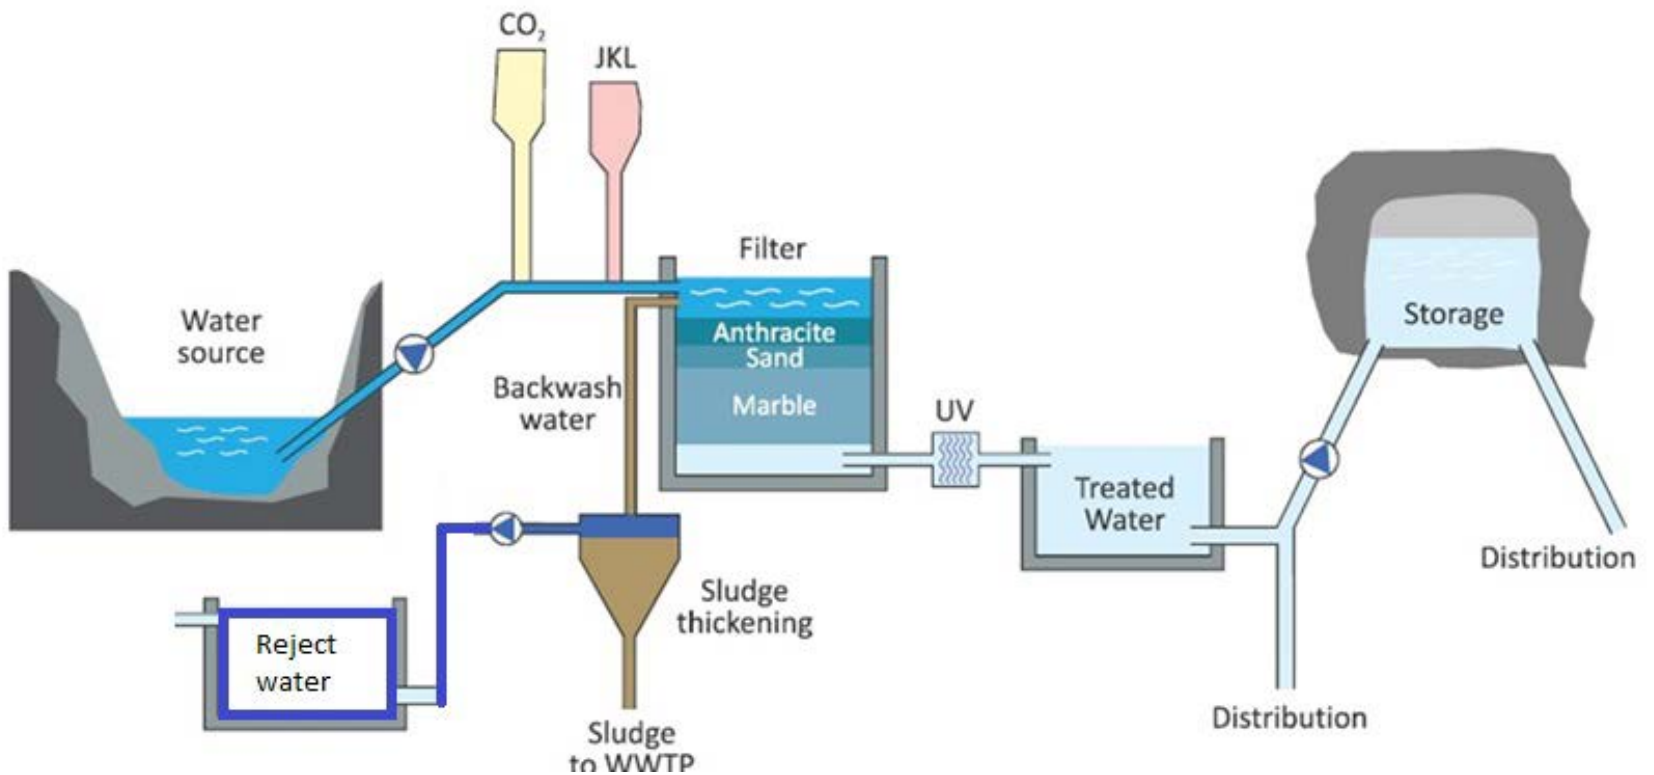 CO₂
JKL
Filter
Water
source
Anthracite
Sand
Marble
Backwash
water
UV
Storage
Treated
Water
Distribution
Sludge
thickening
Reject
water
Distribution
Sludge
to WWTP